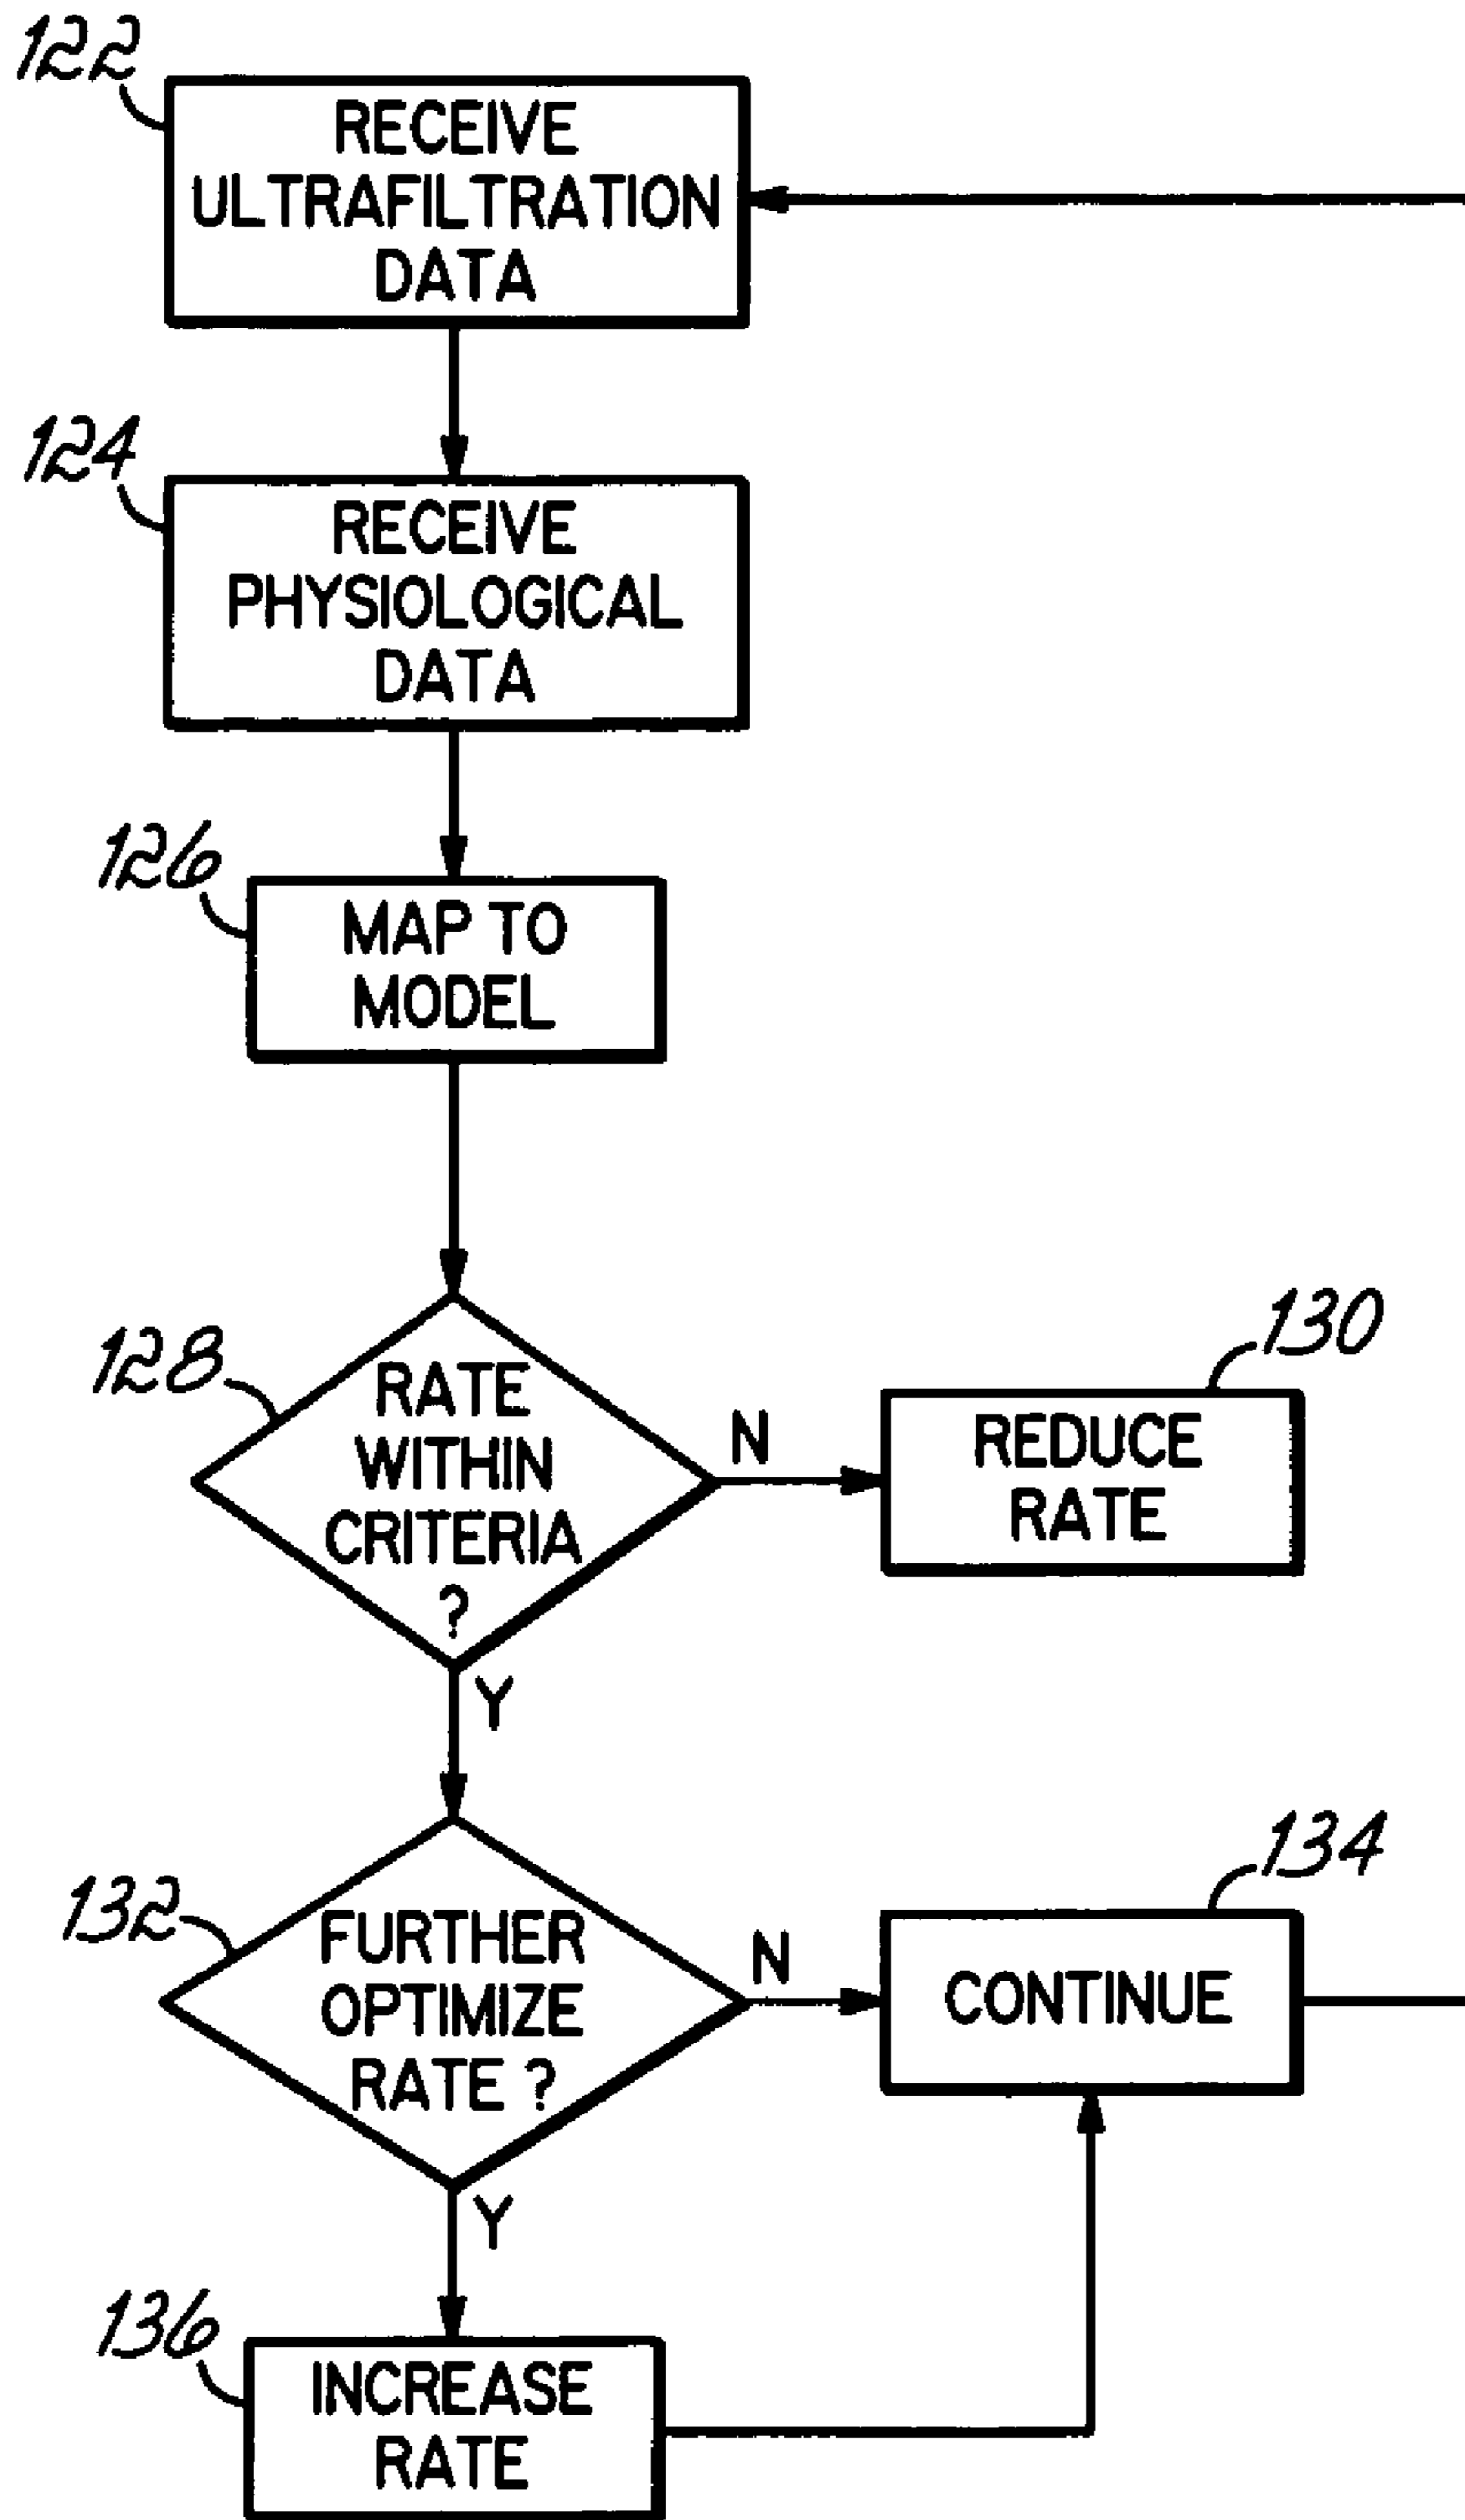 122
RECEIVE
ULTRAFILTRATION
DATA
124
RECEIVE
PHYSIOLOGICAL
DATA
126
MAP TO
MODEL
128
RATE
WITHIN
CRITERIA
?
N
130
REDUCE
RATE
Y
132
FURTHER
OPTIMIZE
RATE ?
N
134
CONTINUE
Y
136
INCREASE
RATE